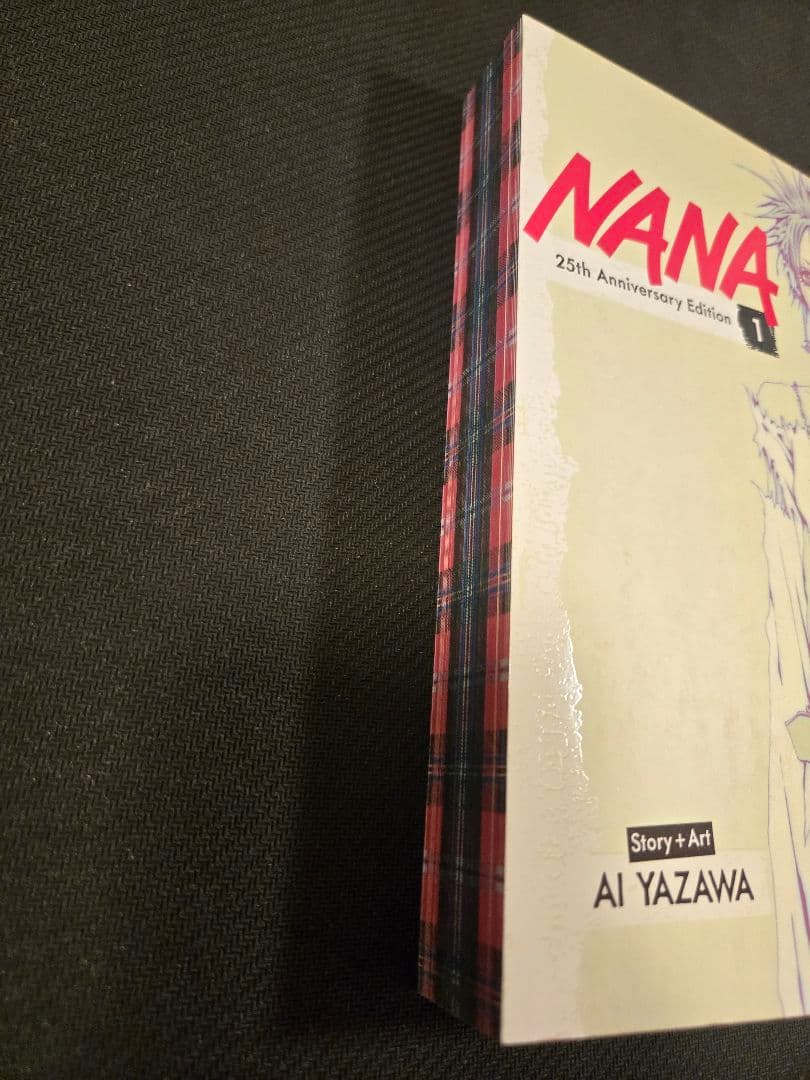 NANA
25th Anniversary Edition 1
Story+Art
AI YAZAWA